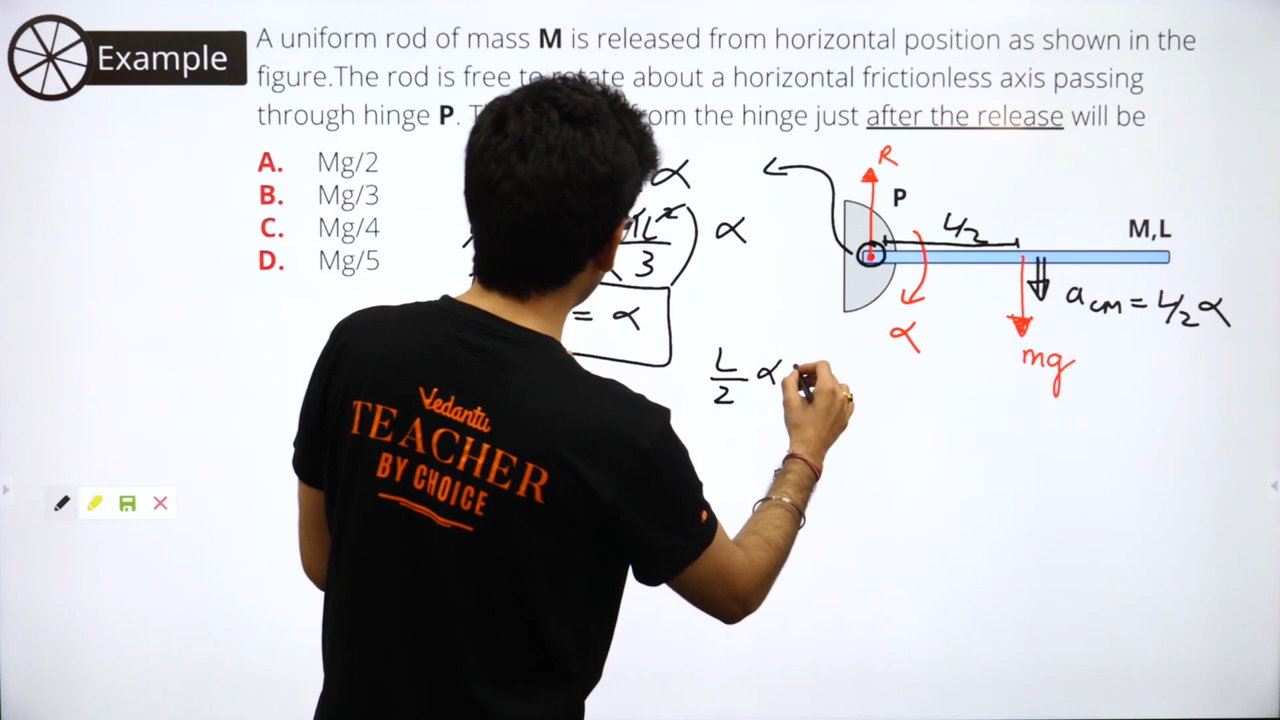 Example
A uniform rod of mass M is released from horizontal position as shown in the
figure.The rod is free to rotate about a horizontal frictionless axis passing
through hinge P. from the hinge just after the release will be
A. Mg/2
B. Mg/3
C. Mg/4
D. Mg/5
α
3
α
= α
L/2 α
R
P
L/2
M,L
a_cm = L/2 α
α
mg
Vedantu
TEACHER
BY CHOICE